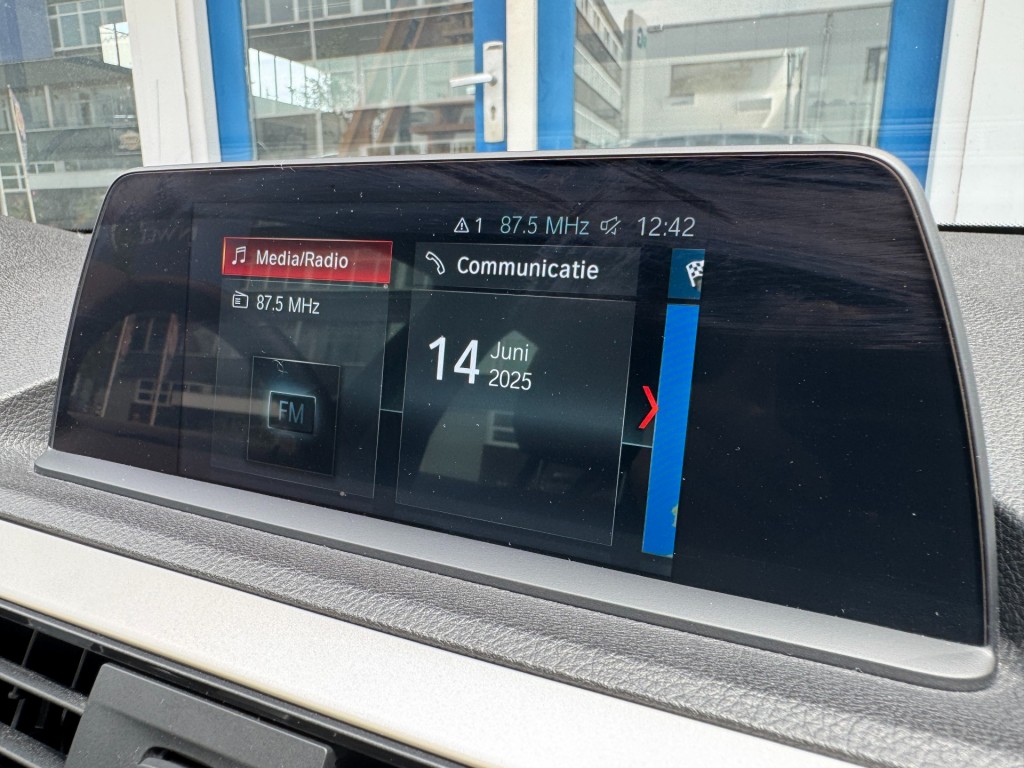 1 87.5 MHz 12:42
Media/Radio
Communicatie
87.5 MHz
14 Juni
2025
FM